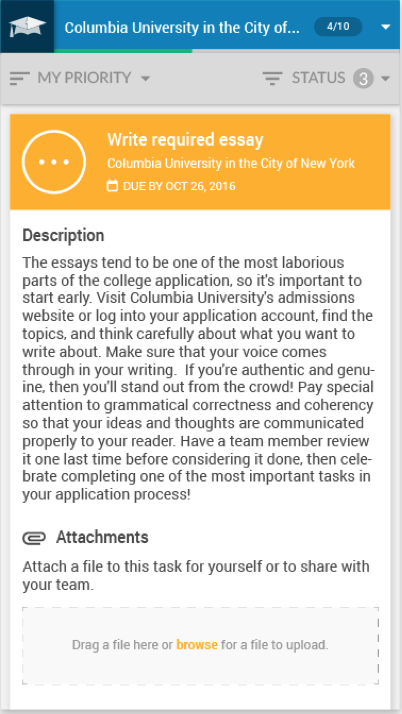 Columbia University in the City of... 4/10
MY PRIORITY STATUS 3
Write required essay
Columbia University in the City of New York
DUE BY OCT 26, 2016
Description
The essays tend to be one of the most laborious
parts of the college application, so it's important to
start early. Visit Columbia University's admissions
website or log into your application account, find the
topics, and think carefully about what you want to
write about. Make sure that your voice comes
through in your writing.  If you're authentic and genu-
ine, then you'll stand out from the crowd! Pay special
attention to grammatical correctness and coherency
so that your ideas and thoughts are communicated
properly to your reader. Have a team member review
it one last time before considering it done, then cele-
brate completing one of the most important tasks in
your application process!
Attachments
Attach a file to this task for yourself or to share with
your team.
Drag a file here or browse for a file to upload.